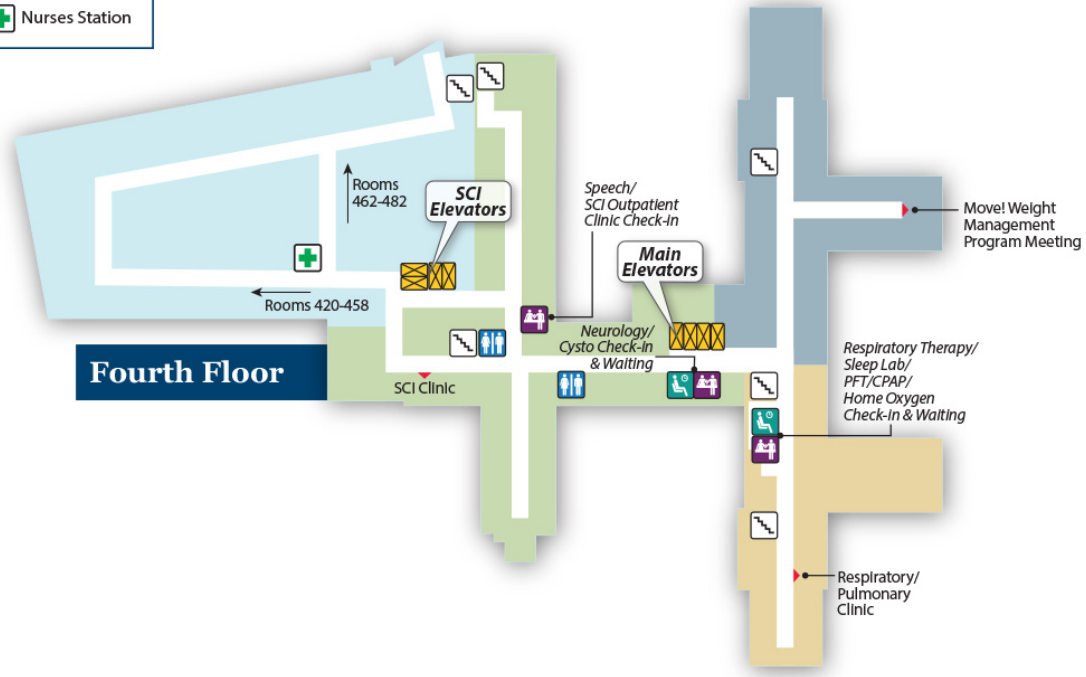 Nurses Station
Rooms
462-482
SCI
Elevators
Speech/
SCI Outpatient
Clinic Check-in
Main
Elevators
Move! Weight
Management
Program Meeting
Rooms 420-458
Neurology/
Cysto Check-in
& Waiting
Fourth Floor
SCI Clinic
Respiratory Therapy/
Sleep Lab/
PFT/CPAP/
Home Oxygen
Check-in & Waiting
Respiratory/
Pulmonary
Clinic